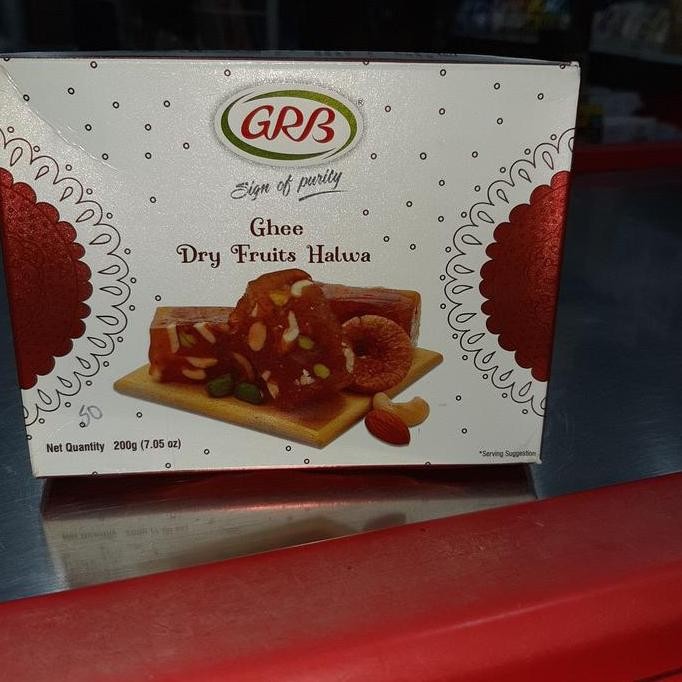 GRB
®
Sign of purity
Ghee
Dry Fruits Halwa
50
Net Quantity 200g (7.05 oz)
*Serving Suggestion